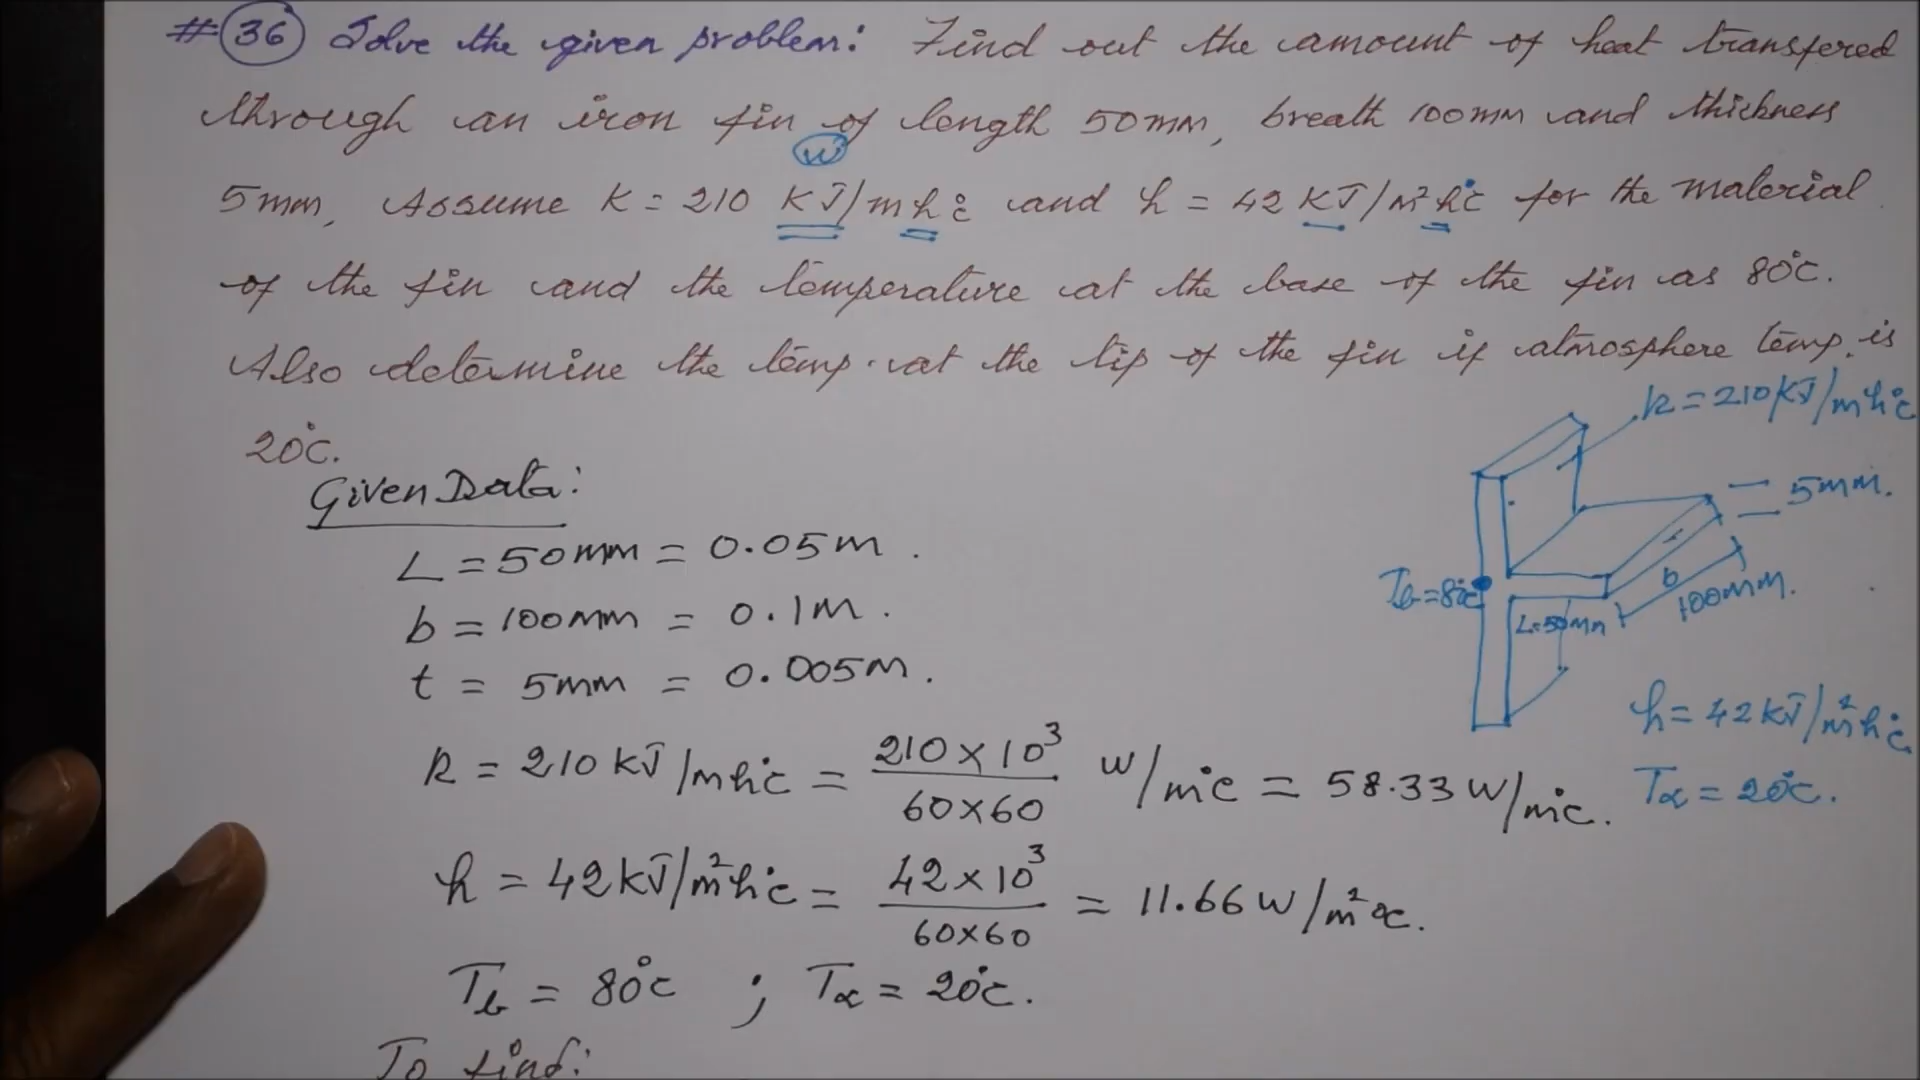 #36 Solve the given problem: Find out the amount of heat transfered
through an iron fin of length 50mm, breath 100mm and thickness
w
5mm, Assume K = 210 KJ/mh°c and h = 42 KJ/m²h°c for the material
of the fin and the temperature at the base of the fin as 80°c.
Also determine the temp. at the tip of the fin if atmosphere temp. is
20°c.
k = 210 KJ/mh°c
5mm.
Tb = 80°c
L=50mm
b
100mm.
h = 42 kJ/m²h°c
T∝ = 20°c.
Given Data:
L = 50mm = 0.05m.
b = 100mm = 0.1m.
t = 5mm = 0.005m.
k = 210 kJ/mh°c = 210 × 10³ / 60×60 W/m°c = 58.33 W/m°c.
h = 42 kJ/m²h°c = 42 × 10³ / 60×60 = 11.66 W/m²°c.
Tb = 80°c ; T∝ = 20°c.
To find: